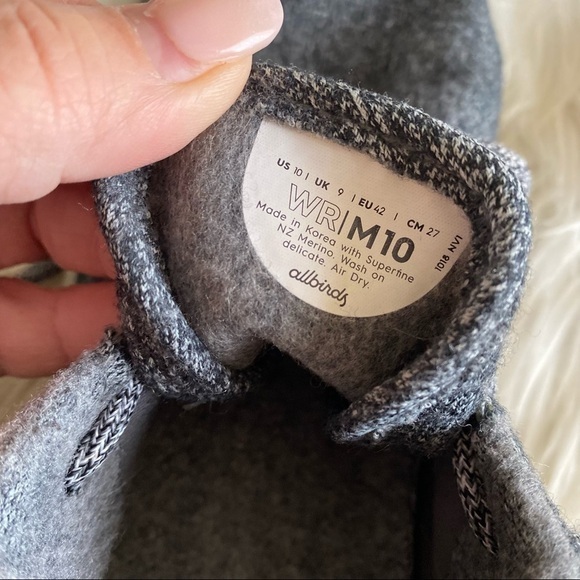 US 10 | UK 9 | EU 42 | CM 27
WR|M10
Made in Korea with Superfine
NZ Merino. Wash on
delicate. Air Dry.
allbirds
1018 NV1